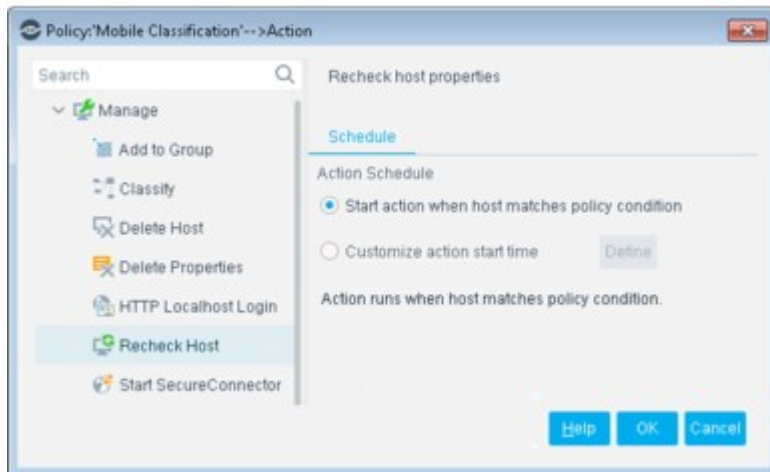 Policy:'Mobile Classification'-->Action
Search
Manage
Add to Group
Classify
Delete Host
Delete Properties
HTTP Localhost Login
Recheck Host
Start SecureConnector
Recheck host properties
Schedule
Action Schedule
Start action when host matches policy condition
Customize action start time
Define
Action runs when host matches policy condition.
Help
OK
Cancel